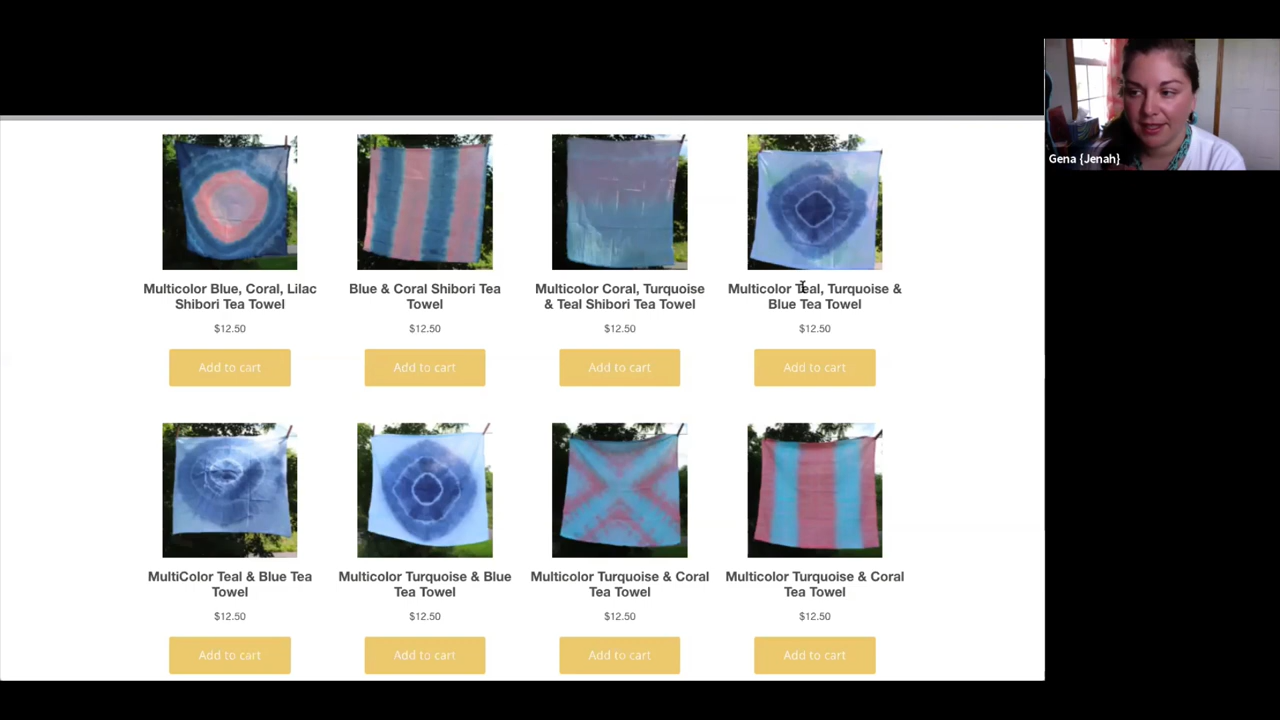 Gena {Jenah}
Multicolor Blue, Coral, Lilac
Shibori Tea Towel
$12.50
Add to cart
Blue & Coral Shibori Tea
Towel
$12.50
Add to cart
Multicolor Coral, Turquoise
& Teal Shibori Tea Towel
$12.50
Add to cart
Multicolor Teal, Turquoise &
Blue Tea Towel
$12.50
Add to cart
MultiColor Teal & Blue Tea
Towel
$12.50
Add to cart
Multicolor Turquoise & Blue
Tea Towel
$12.50
Add to cart
Multicolor Turquoise & Coral
Tea Towel
$12.50
Add to cart
Multicolor Turquoise & Coral
Tea Towel
$12.50
Add to cart